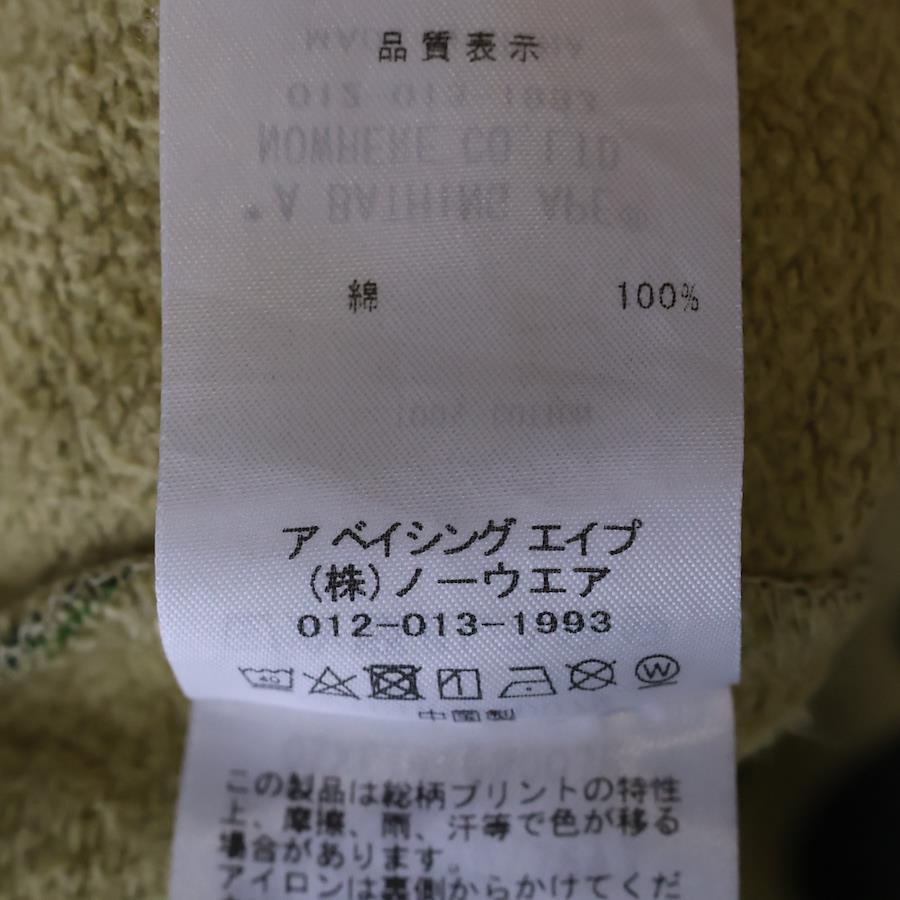 品質表示
綿 100%
ア ベイシング エイプ
(株)ノーウエア
012-013-1993
40
中国製
この製品は総柄プリントの特性
上、摩擦、雨、汗等で色が移る
場合があります。
アイロンは裏側からかけてくだ